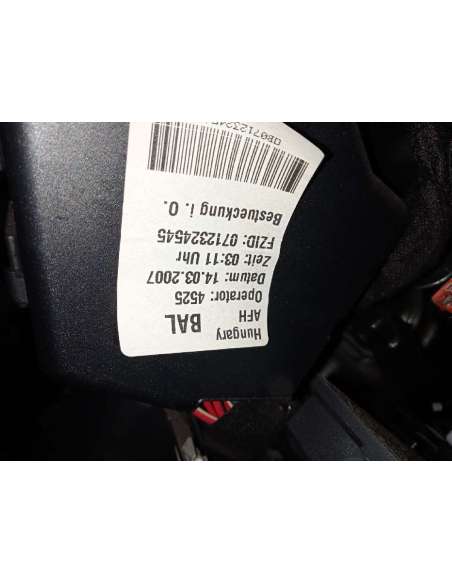 Hungary
AFH
BAL
Operator: 4525
Datum: 14.03.2007
Zeit: 03:11 Uhr
FZID: 0712324545
Bestueckung i. O.